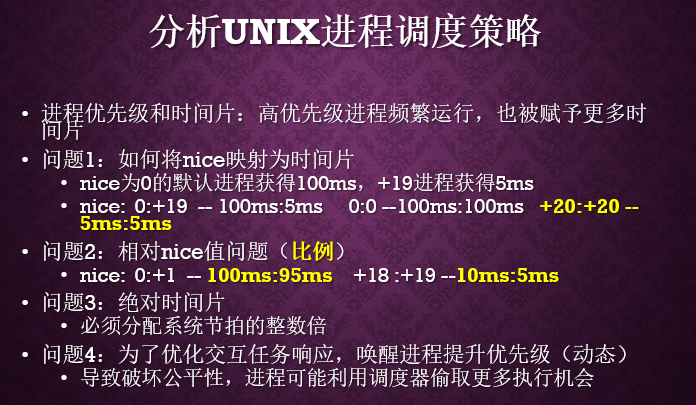 分析UNIX进程调度策略
• 进程优先级和时间片：高优先级进程频繁运行，也被赋予更多时
间片
• 问题1：如何将nice映射为时间片
• nice为0的默认进程获得100ms，+19进程获得5ms
• nice: 0:+19 -- 100ms:5ms 0:0 --100ms:100ms +20:+20 --
5ms:5ms
• 问题2：相对nice值问题（比例）
• nice: 0:+1 -- 100ms:95ms +18 :+19 --10ms:5ms
• 问题3：绝对时间片
• 必须分配系统节拍的整数倍
• 问题4：为了优化交互任务响应，唤醒进程提升优先级（动态）
• 导致破坏公平性，进程可能利用调度器偷取更多执行机会